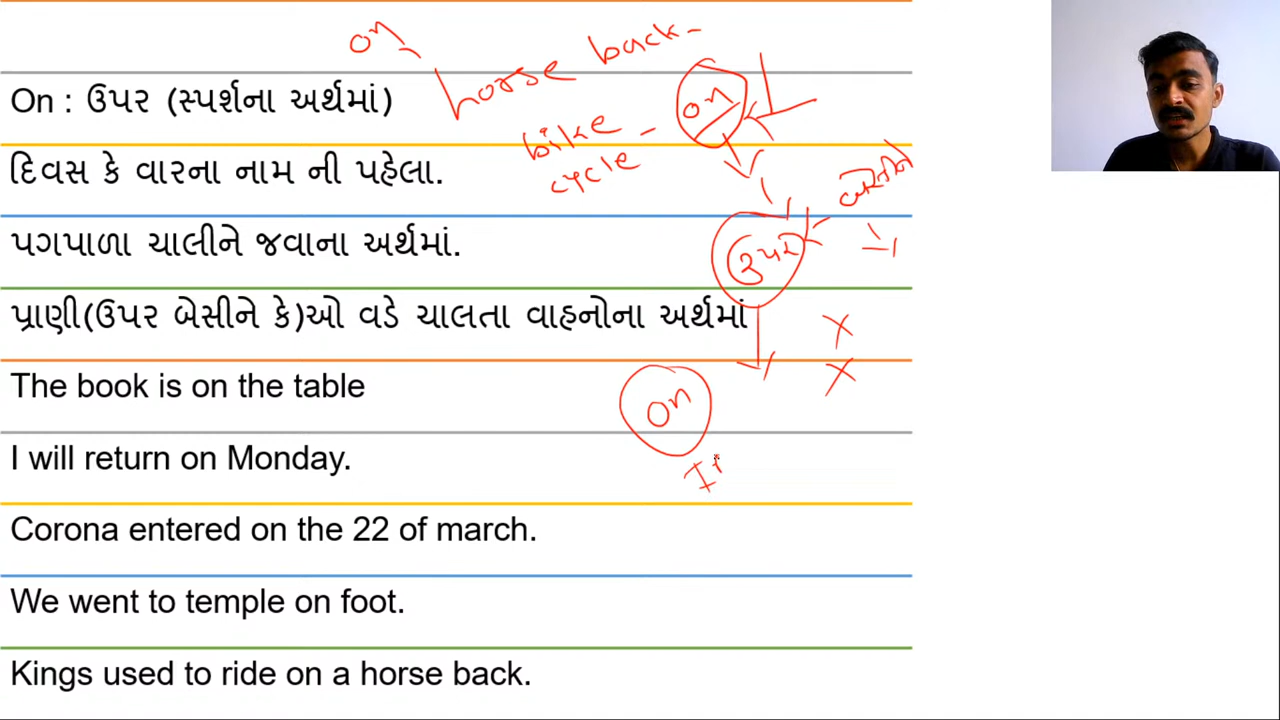 on
horse back
On : ઉપર (સ્પર્શના અર્થમાં)
on
bike
cycle
દિવસ કે વારના નામ ની પહેલા.
પગપાળા ચાલીને જવાના અર્થમાં.
ઉપર
પ્રાણી(ઉપર બેસીને કે)ઓ વડે ચાલતા વાહનોના અર્થમાં
The book is on the table
on
I will return on Monday.
Corona entered on the 22 of march.
We went to temple on foot.
Kings used to ride on a horse back.